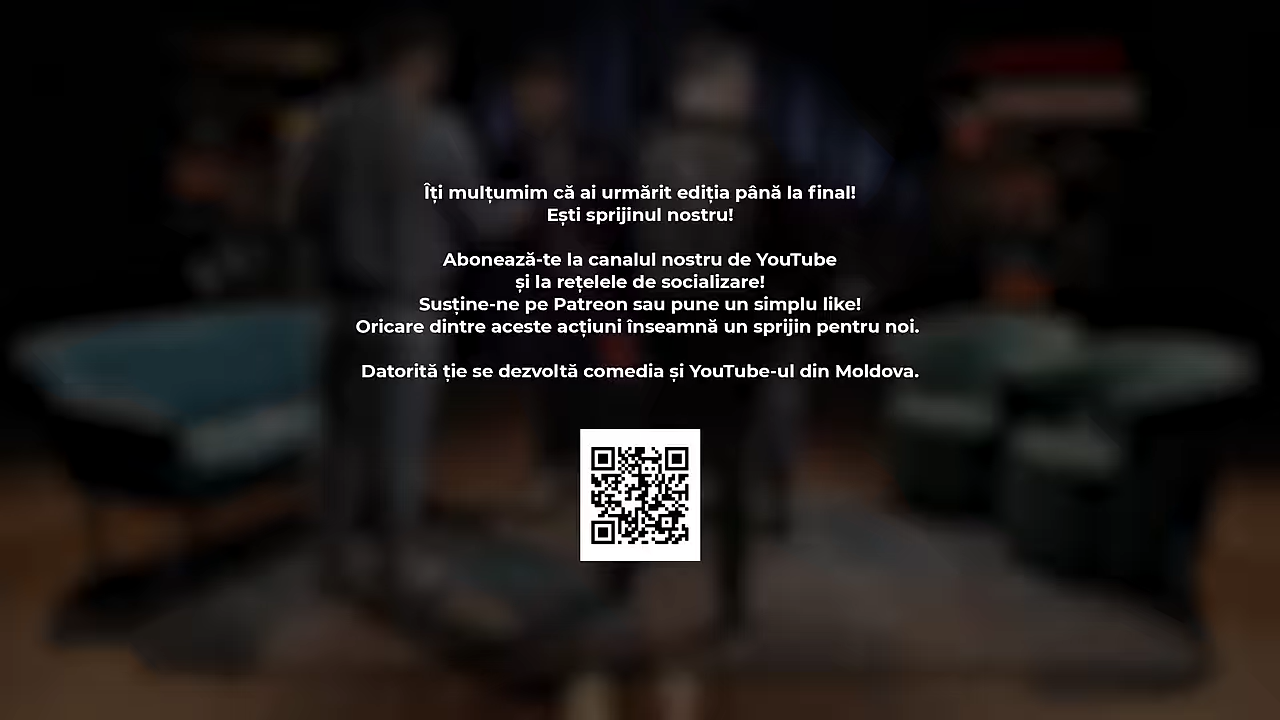 Îți mulțumim că ai urmărit ediția până la final!
Ești sprijinul nostru!
Abonează-te la canalul nostru de YouTube
și la rețelele de socializare!
Susține-ne pe Patreon sau pune un simplu like!
Oricare dintre aceste acțiuni înseamnă un sprijin pentru noi.
Datorită ție se dezvoltă comedia și YouTube-ul din Moldova.